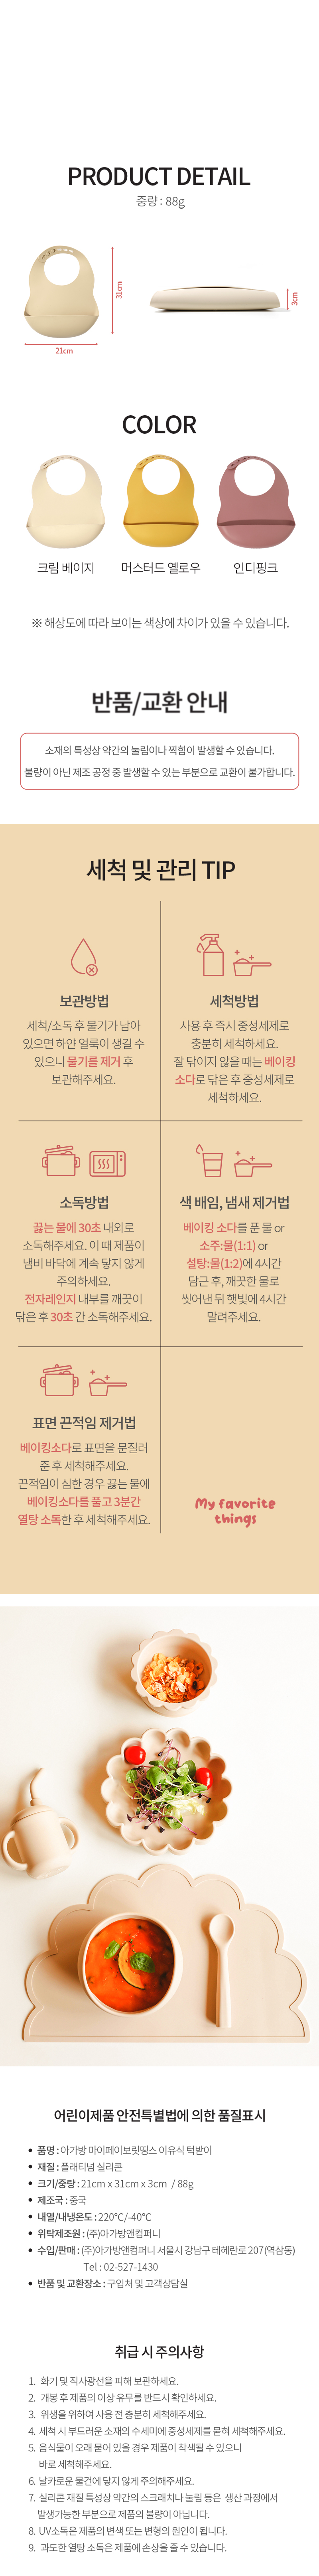 PRODUCT DETAIL
중량 : 88g
31cm
21cm
3cm
COLOR
크림 베이지
머스터드 옐로우
인디핑크
※ 해상도에 따라 보이는 색상에 차이가 있을 수 있습니다.
반품/교환 안내
소재의 특성상 약간의 눌림이나 찍힘이 발생할 수 있습니다.
불량이 아닌 제조 공정 중 발생할 수 있는 부분으로 교환이 불가합니다.
세척 및 관리 TIP
보관방법
세척/소독 후 물기가 남아
있으면 하얀 얼룩이 생길 수
있으니 물기를 제거 후
보관해주세요.
세척방법
사용 후 즉시 중성세제로
충분히 세척하세요.
잘 닦이지 않을 때는 베이킹
소다로 닦은 후 중성세제로
세척하세요.
소독방법
끓는 물에 30초 내외로
소독해주세요. 이 때 제품이
냄비 바닥에 계속 닿지 않게
주의하세요.
전자레인지 내부를 깨끗이
닦은 후 30초 간 소독해주세요.
색 배임, 냄새 제거법
베이킹 소다를 푼 물 or
소주:물(1:1) or
설탕:물(1:2)에 4시간
담근 후, 깨끗한 물로
씻어낸 뒤 햇빛에 4시간
말려주세요.
표면 끈적임 제거법
베이킹소다로 표면을 문질러
준 후 세척해주세요.
끈적임이 심한 경우 끓는 물에
베이킹소다를 풀고 3분간
열탕 소독한 후 세척해주세요.
My favorite
things
어린이제품 안전특별법에 의한 품질표시
• 품명 : 아가방 마이페이보릿띵스 이유식 턱받이
• 재질 : 플래티넘 실리콘
• 크기/중량 : 21cm x 31cm x 3cm / 88g
• 제조국 : 중국
• 내열/내냉온도 : 220℃/-40℃
• 위탁제조원 : (주)아가방앤컴퍼니
• 수입/판매 : (주)아가방앤컴퍼니 서울시 강남구 테헤란로 207(역삼동)
Tel : 02-527-1430
• 반품 및 교환장소 : 구입처 및 고객상담실
취급 시 주의사항
1. 화기 및 직사광선을 피해 보관하세요.
2. 개봉 후 제품의 이상 유무를 반드시 확인하세요.
3. 위생을 위하여 사용 전 충분히 세척해주세요.
4. 세척 시 부드러운 소재의 수세미에 중성세제를 묻혀 세척해주세요.
5. 음식물이 오래 묻어 있을 경우 제품이 착색될 수 있으니
바로 세척해주세요.
6. 날카로운 물건에 닿지 않게 주의해주세요.
7. 실리콘 재질 특성상 약간의 스크래치나 눌림 등은 생산 과정에서
발생가능한 부분으로 제품의 불량이 아닙니다.
8. UV소독은 제품의 변색 또는 변형의 원인이 됩니다.
9. 과도한 열탕 소독은 제품에 손상을 줄 수 있습니다.